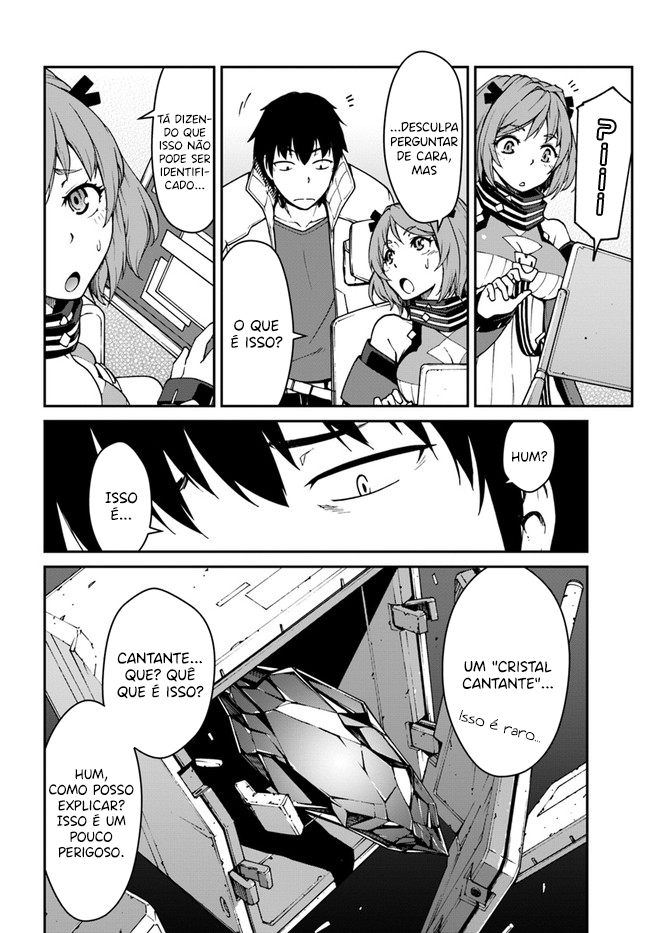 Piiii
...DESCULPA
PERGUNTAR
DE CARA,
MAS
O QUE
É ISSO?
TÁ DIZEN-
DO QUE
ISSO NÃO
PODE SER
IDENTIFI-
CADO...
HUM?
ISSO
É...
UM "CRISTAL
CANTANTE"...
Isso é raro...
CANTANTE...
QUE? QUÊ
QUE É ISSO?
HUM,
COMO POSSO
EXPLICAR?
ISSO É UM
POUCO
PERIGOSO.